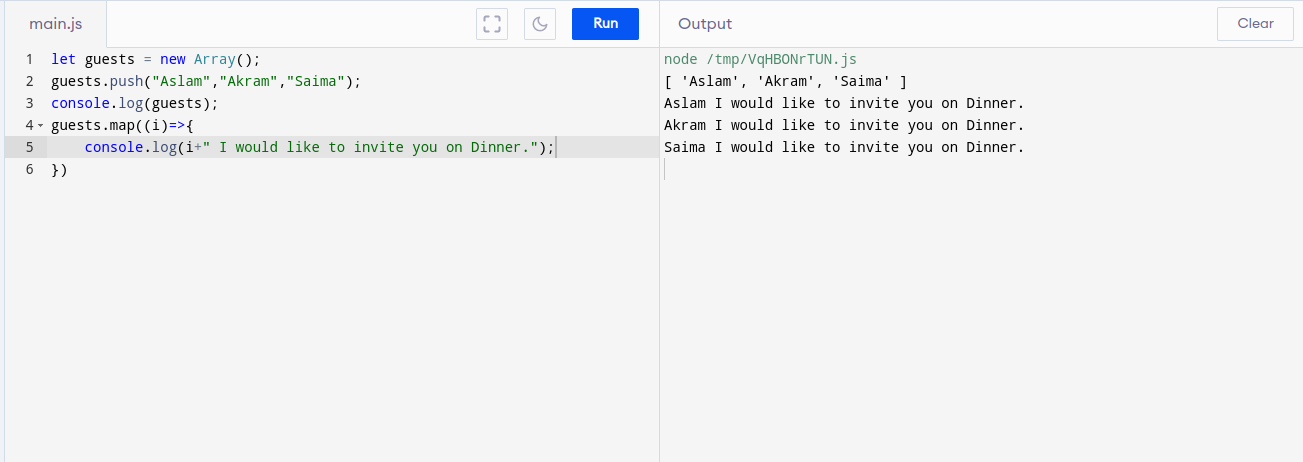 main.js
Run
Output
Clear
1 let guests = new Array();
2 guests.push("Aslam","Akram","Saima");
3 console.log(guests);
4 guests.map((i)=>{
5     console.log(i+" I would like to invite you on Dinner.");
6 })
node /tmp/VqHBONrTUN.js
[ 'Aslam', 'Akram', 'Saima' ]
Aslam I would like to invite you on Dinner.
Akram I would like to invite you on Dinner.
Saima I would like to invite you on Dinner.